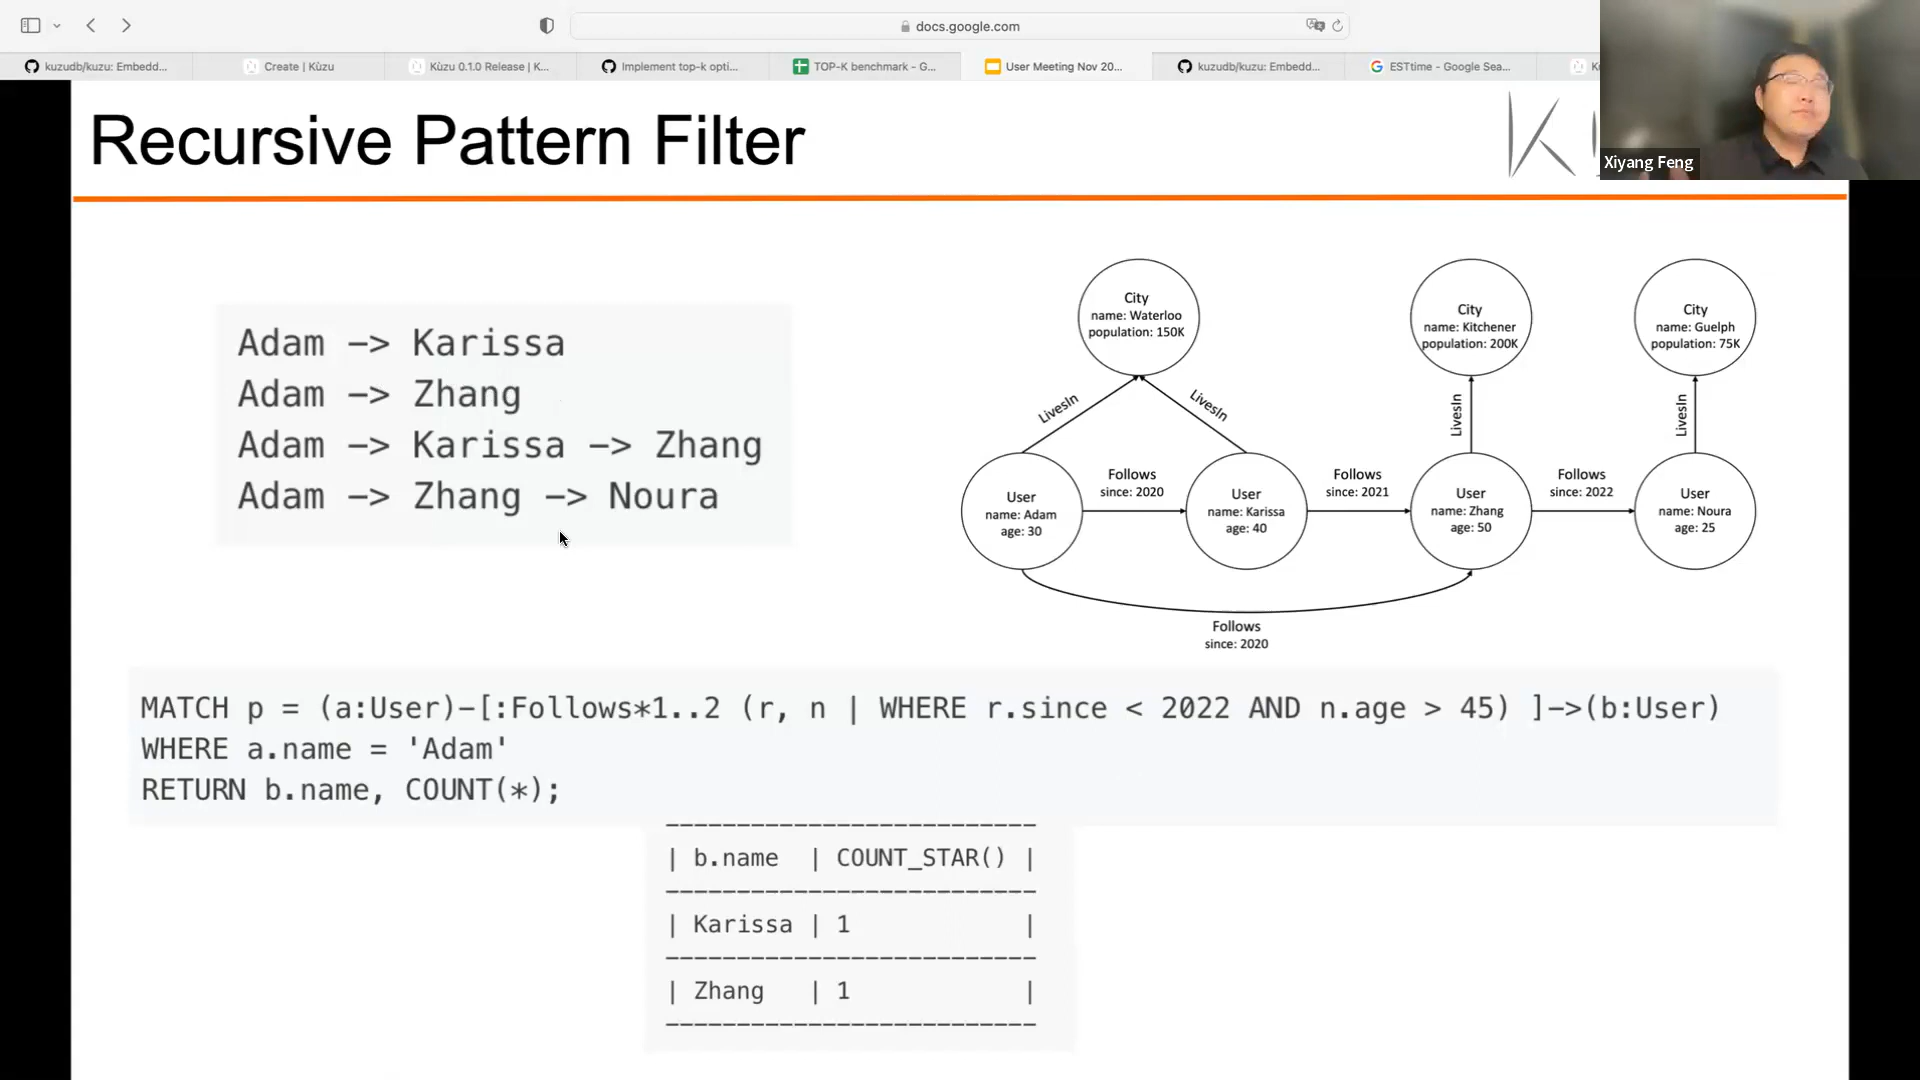 docs.google.com
kuzudb/kuzu: Embedd...
Create | Kùzu
Kùzu 0.1.0 Release | K...
Implement top-k opti...
TOP-K benchmark - G...
User Meeting Nov 20...
kuzudb/kuzu: Embedd...
ESTtime - Google Sea...
Xiyang Feng
Recursive Pattern Filter
Adam -> Karissa
Adam -> Zhang
Adam -> Karissa -> Zhang
Adam -> Zhang -> Noura
City
name: Waterloo
population: 150K
City
name: Kitchener
population: 200K
City
name: Guelph
population: 75K
LivesIn
LivesIn
LivesIn
LivesIn
User
name: Adam
age: 30
Follows
since: 2020
User
name: Karissa
age: 40
Follows
since: 2021
User
name: Zhang
age: 50
Follows
since: 2022
User
name: Noura
age: 25
Follows
since: 2020
MATCH p = (a:User)-[:Follows*1..2 (r, n | WHERE r.since < 2022 AND n.age > 45) ]->(b:User)
WHERE a.name = 'Adam'
RETURN b.name, COUNT(*);
-------------------------
| b.name | COUNT_STAR() |
-------------------------
| Karissa | 1 |
-------------------------
| Zhang | 1 |
-------------------------